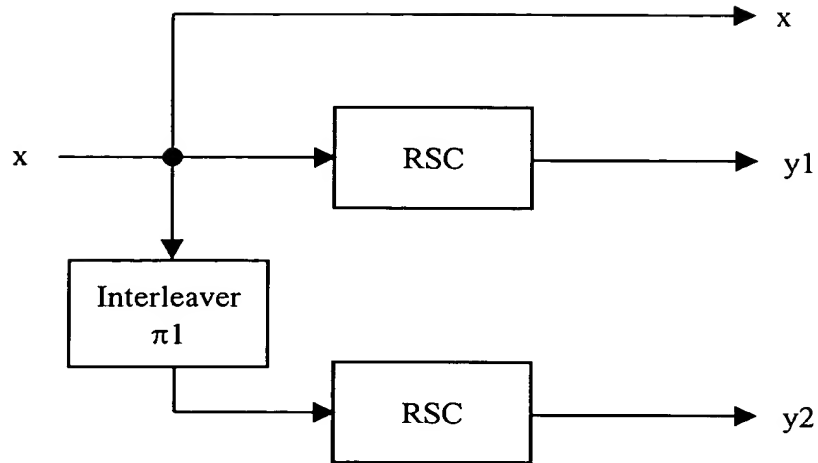 x
x
RSC
y1
Interleaver
π1
RSC
y2